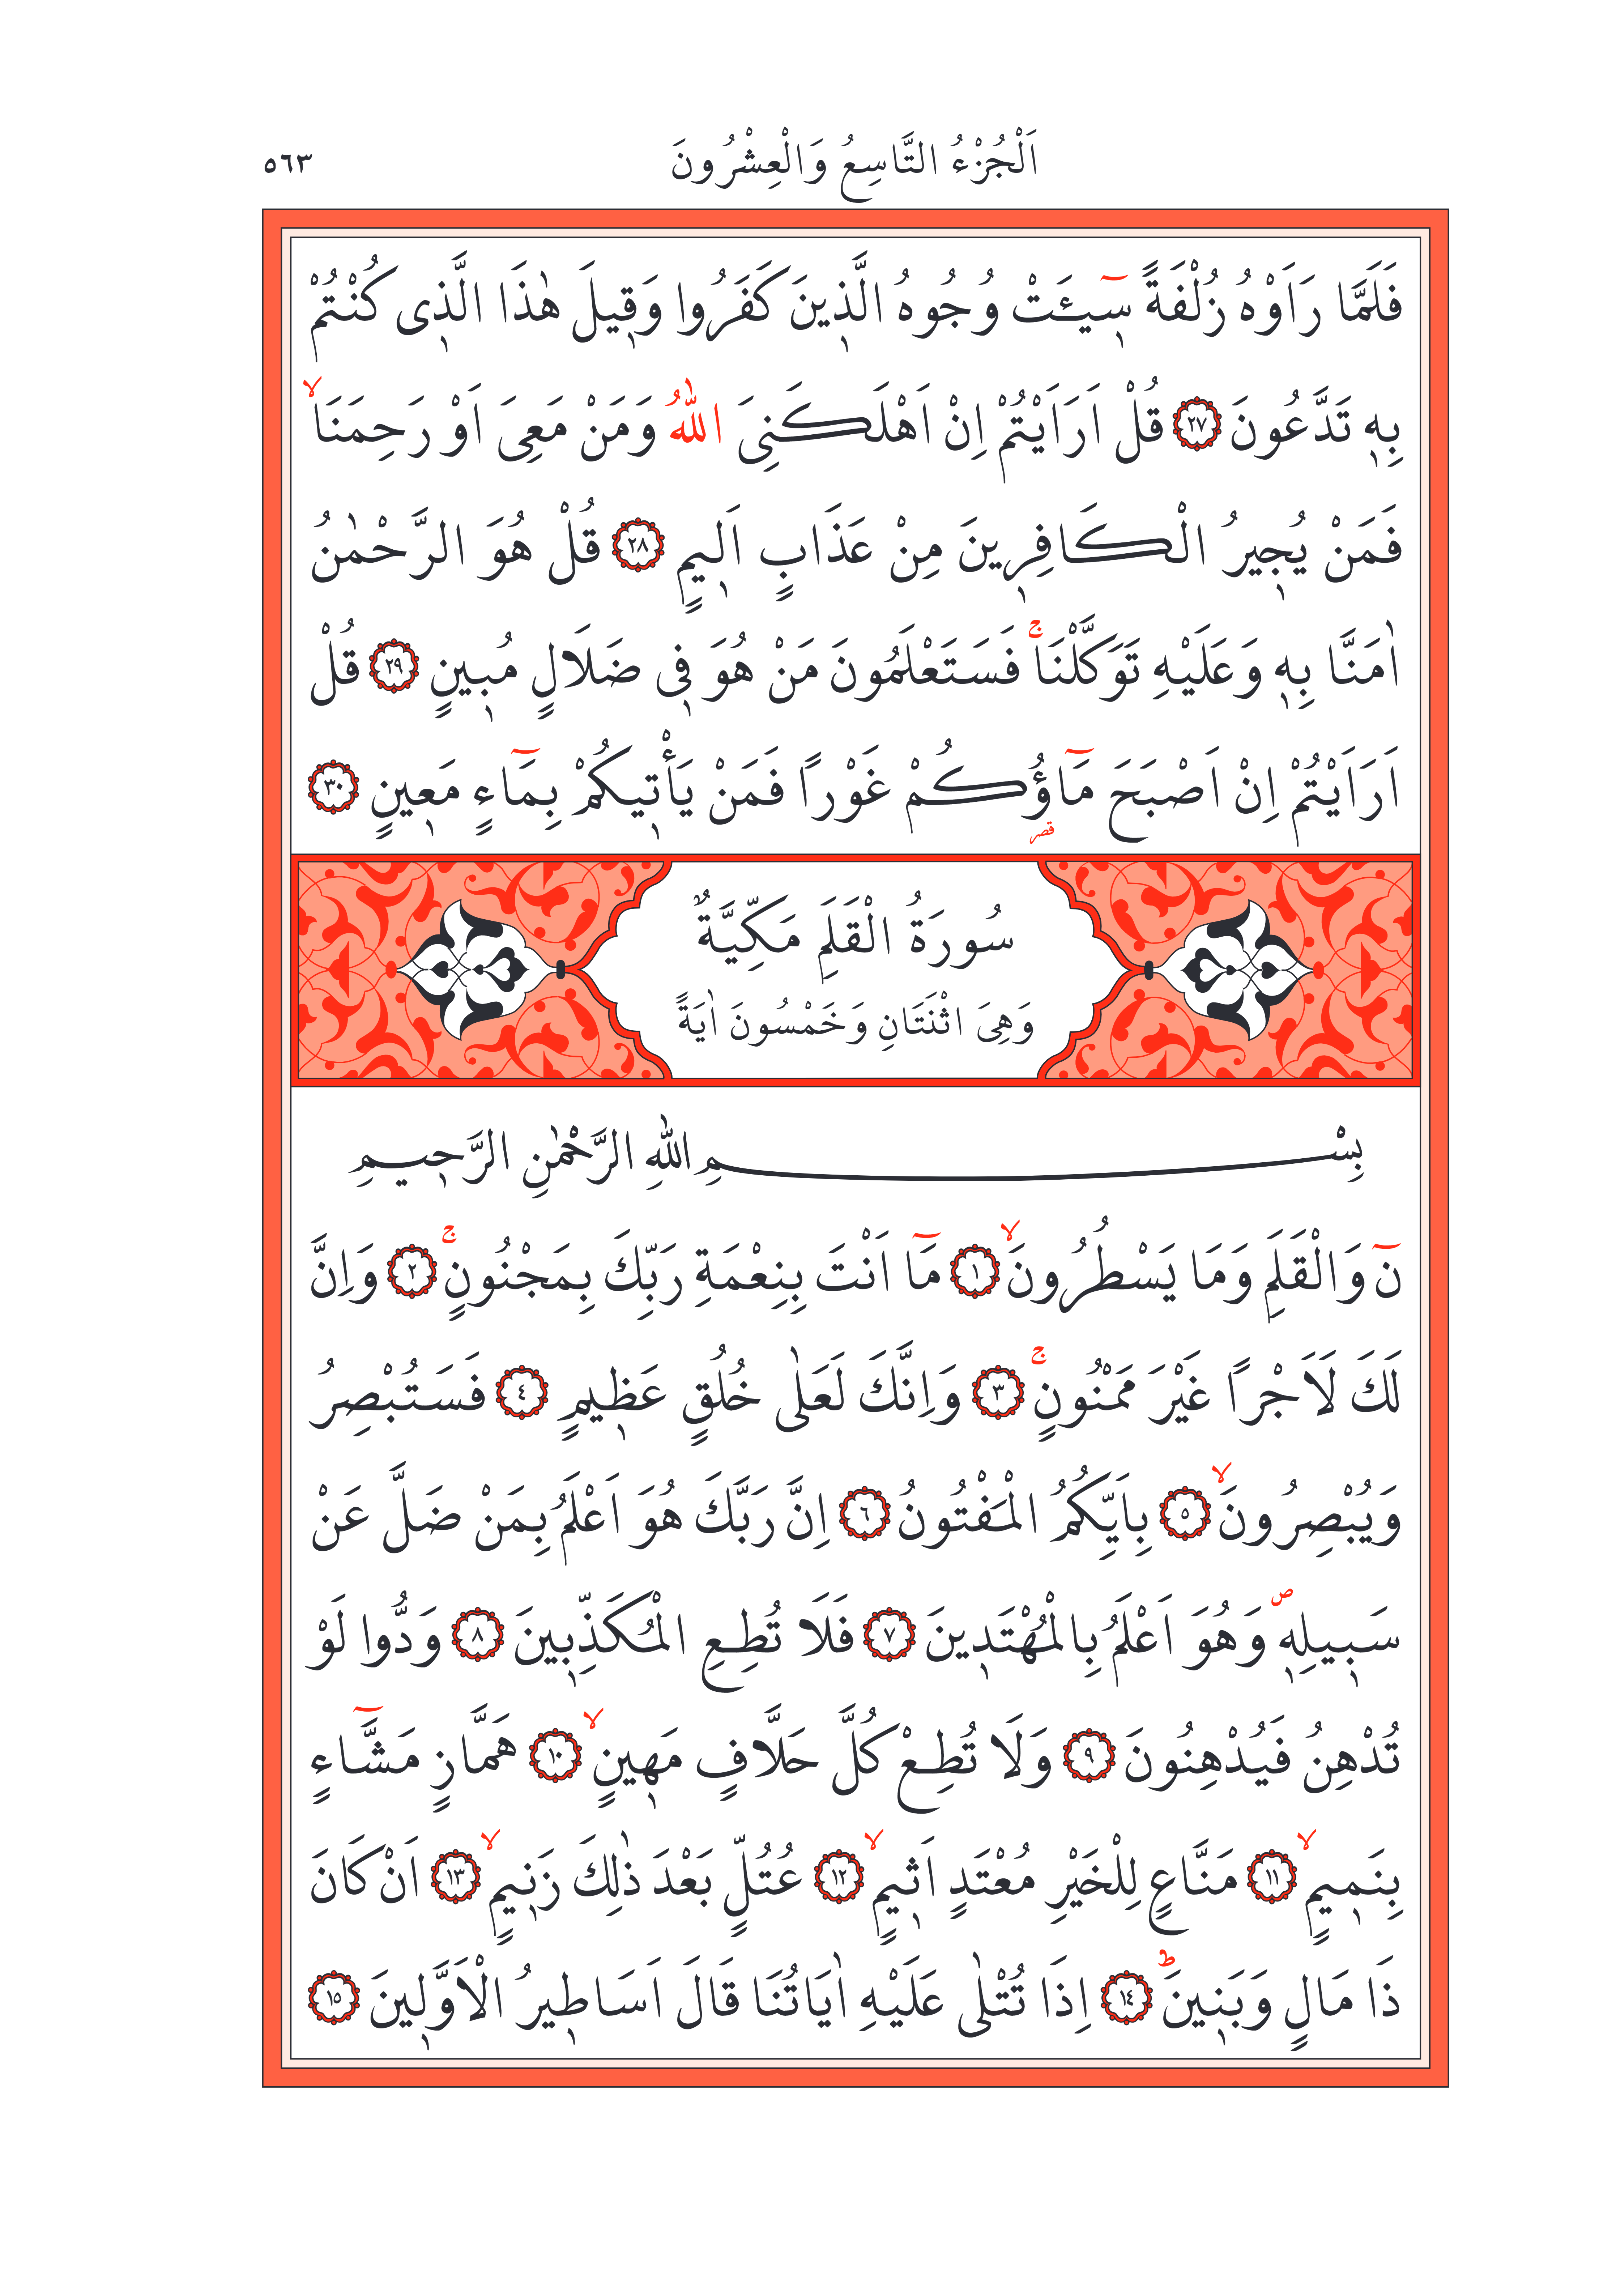 اَلْجُزْءُ التَّاسِعُ وَالْعِشْرُونَ
٥٦٣
فَلَمَّا رَاَوْهُ زُلْفَةً سٖٓيـَٔتْ وُجُوهُ الَّذٖينَ كَفَرُوا وَقٖيلَ هٰذَا الَّذٖى كُنْتُمْ
بِهٖ تَدَّعُونَ ٢٧ قُلْ اَرَاَيْتُمْ اِنْ اَهْلَكَنِىَ اللّٰهُ وَمَنْ مَعِىَ اَوْ رَحِمَنَاۙ
فَمَنْ يُجٖيرُ الْكَافِرٖينَ مِنْ عَذَابٍ اَلٖيمٍ ٢٨ قُلْ هُوَ الرَّحْمٰنُ
اٰمَنَّا بِهٖ وَعَلَيْهِ تَوَكَّلْنَاۚ فَسَتَعْلَمُونَ مَنْ هُوَ فٖى ضَلَالٍ مُبٖينٍ ٢٩ قُلْ
اَرَاَيْتُمْ اِنْ اَصْبَحَ مَٓاؤُكُمْ غَوْرًا فَمَنْ يَأْتٖيكُمْ بِمَٓاءٍ مَعٖينٍ ٣٠
قصر
سُورَةُ الْقَلَمِ مَكِّيَّةٌ
وَهِىَ اثْنَتَانِ وَخَمْسُونَ اٰيَةً
بِسْمِ اللّٰهِ الرَّحْمٰنِ الرَّحٖيمِ
نٓ وَالْقَلَمِ وَمَا يَسْطُرُونَۙ ١ مَٓا اَنْتَ بِنِعْمَةِ رَبِّكَ بِمَجْنُونٍۚ ٢ وَاِنَّ
لَكَ لَاَجْرًا غَيْرَ مَمْنُونٍۚ ٣ وَاِنَّكَ لَعَلٰى خُلُقٍ عَظٖيمٍ ٤ فَسَتُبْصِرُ
وَيُبْصِرُونَۙ ٥ بِاَيِّكُمُ الْمَفْتُونُ ٦ اِنَّ رَبَّكَ هُوَ اَعْلَمُ بِمَنْ ضَلَّ عَنْ
سَبٖيلِهٖࣕ وَهُوَ اَعْلَمُ بِالْمُهْتَدٖينَ ٧ فَلَا تُطِعِ الْمُكَذِّبٖينَ ٨ وَدُّوا لَوْ
تُدْهِنُ فَيُدْهِنُونَ ٩ وَلَا تُطِعْ كُلَّ حَلَّافٍ مَهٖينٍۙ ١٠ هَمَّازٍ مَشَّٓاءٍ
بِنَمٖيمٍۙ ١١ مَنَّاعٍ لِلْخَيْرِ مُعْتَدٍ اَثٖيمٍۙ ١٢ عُتُلٍّ بَعْدَ ذٰلِكَ زَنٖيمٍۙ ١٣ اَنْ كَانَ
ذَا مَالٍ وَبَنٖينَؕ ١٤ اِذَا تُتْلٰى عَلَيْهِ اٰيَاتُنَا قَالَ اَسَاطٖيرُ الْاَوَّلٖينَ ١٥